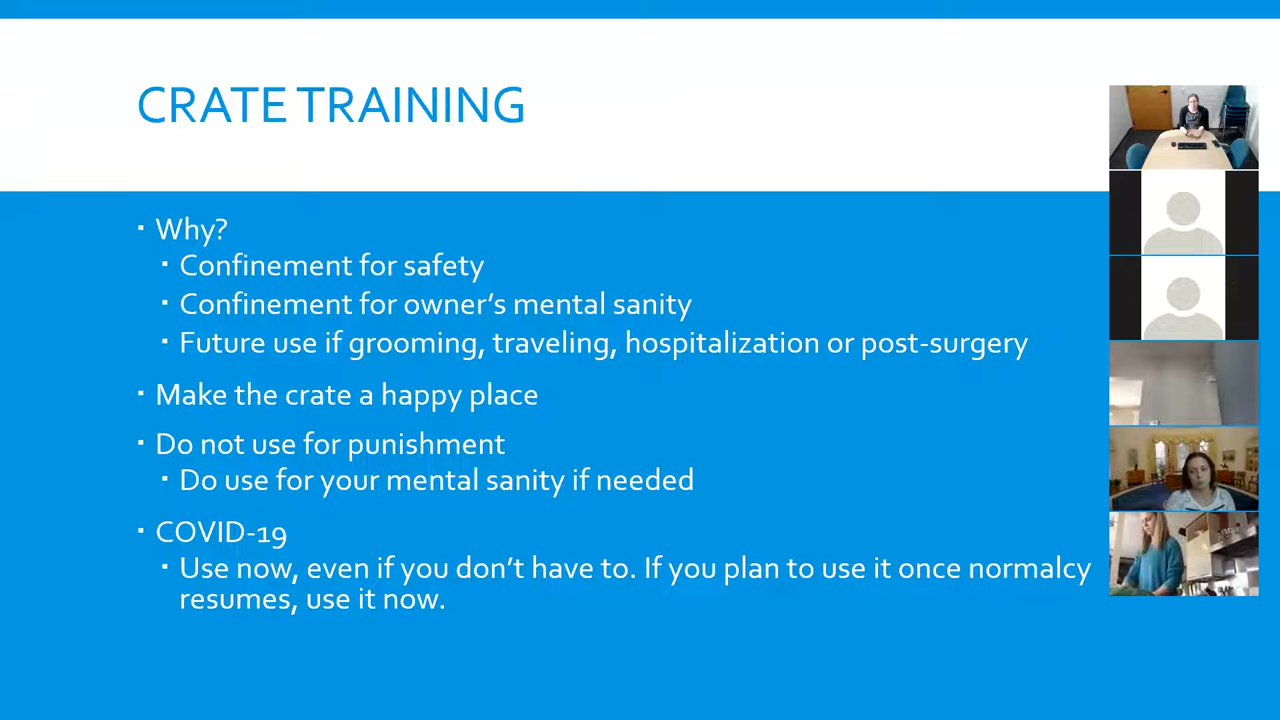 CRATE TRAINING
▪ Why?
▪ Confinement for safety
▪ Confinement for owner’s mental sanity
▪ Future use if grooming, traveling, hospitalization or post-surgery
▪ Make the crate a happy place
▪ Do not use for punishment
▪ Do use for your mental sanity if needed
▪ COVID-19
▪ Use now, even if you don’t have to. If you plan to use it once normalcy
resumes, use it now.